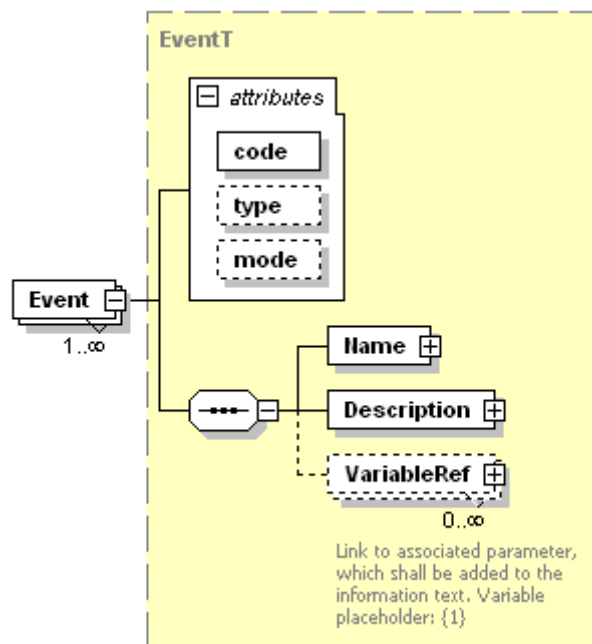 EventT
attributes
code
type
mode
Event
1..∞
Name
Description
VariableRef
0..∞
Link to associated parameter,
which shall be added to the
information text. Variable
placeholder: {1}